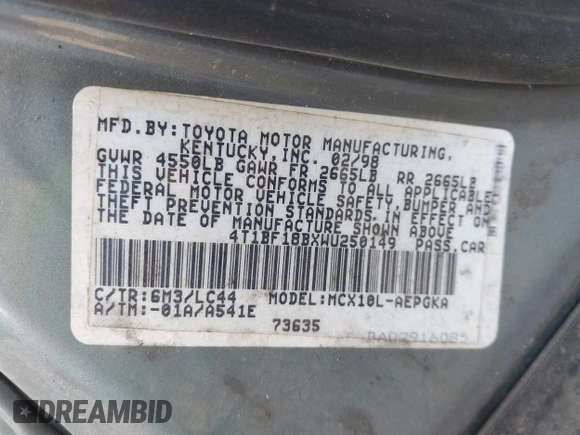 MFD.BY:TOYOTA MOTOR MANUFACTURING,
KENTUCKY,INC. 02/98
GVWR 4550LB GAWR FR 2665LB RR 2665LB
THIS VEHICLE CONFORMS TO ALL APPLICABLE
FEDERAL MOTOR VEHICLE SAFETY,BUMPER,AND
THEFT PREVENTION STANDARDS IN EFFECT ON
THE DATE OF MANUFACTURE SHOWN ABOVE
4T1BF18BXWU250149 PASS.CAR
C/TR:6M3/LC44 MODEL:MCX10L-AEPGKA
A/TM:-01A/A541E
73635
DREAMBID